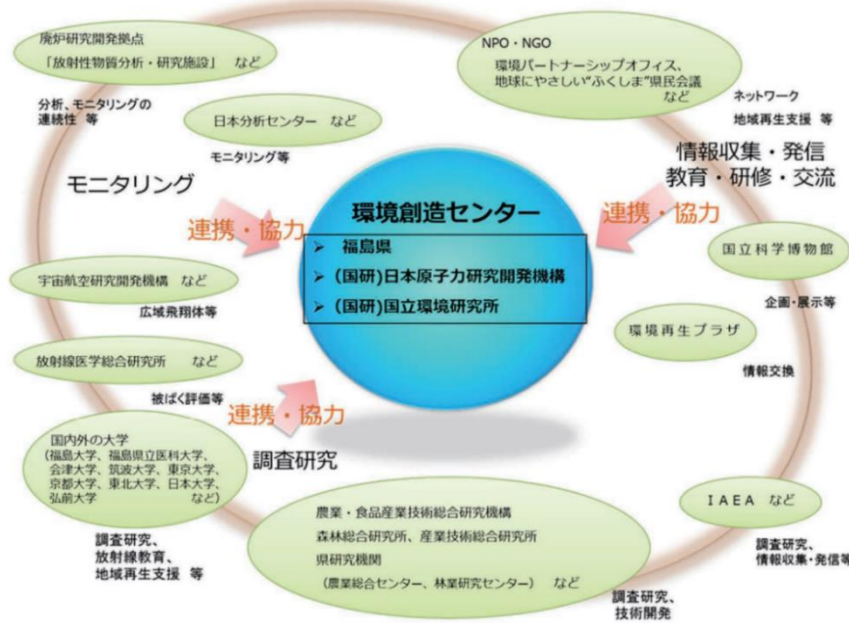 廃炉研究開発拠点
「放射性物質分析・研究施設」　など
分析、モニタリングの
連続性 等
日本分析センター　など
モニタリング等
モニタリング
連携・協力
NPO・NGO
環境パートナーシップオフィス、
地球にやさしい“ふくしま”県民会議
など
ネットワーク
地域再生支援 等
情報収集・発信
教育・研修・交流
連携・協力
環境創造センター
➢ 福島県
➢ (国研)日本原子力研究開発機構
➢ (国研)国立環境研究所
国立科学博物館
企画・展示等
環境再生プラザ
情報交換
宇宙航空研究開発機構　など
広域飛翔体等
放射線医学総合研究所　など
被ばく評価等
連携・協力
調査研究
国内外の大学
(福島大学、福島県立医科大学、
会津大学、筑波大学、東京大学、
京都大学、東北大学、日本大学、
弘前大学　など)
調査研究、
放射線教育、
地域再生支援 等
農業・食品産業技術総合研究機構
森林総合研究所、産業技術総合研究所
県研究機関
(農業総合センター、林業研究センター)　など
調査研究、
技術開発
ＩＡＥＡ　など
調査研究、
情報収集・発信等